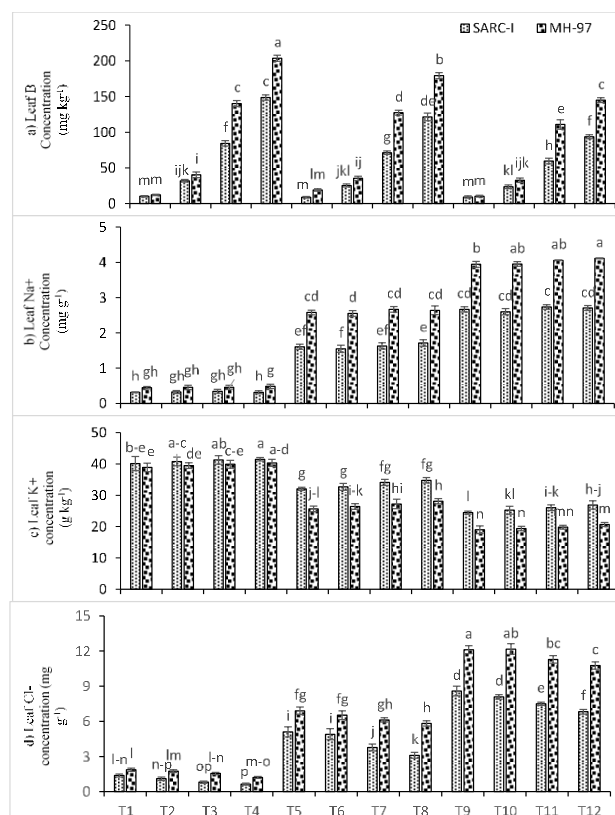 SARC-I MH-97
a) Leaf B
Concentration
(mg kg-1)
250
200
150
100
50
0
m m ijk i f c c a m lm jkl ij g d de c m m kl ijk h e f c
b) Leaf Na+
Concentration
(mg g-1)
5
4
3
2
1
0
h gh gh gh gh gh h g ef cd f d ef cd e cd cd b cd ab c ab cd a
c) Leaf K+
concentration
(g kg-1)
50
40
30
20
10
0
b-e e a-c de ab c-e a a-d g j-l g i-k fg hi fg h l n kl n i-k mn h-j m
d) Leaf Cl-
concentration (mg
g-1)
15
12
9
6
3
0
l-n l n-p lm op l-n p m-o i fg i fg j gh k h d a d ab e bc f c
T1 T2 T3 T4 T5 T6 T7 T8 T9 T10 T11 T12